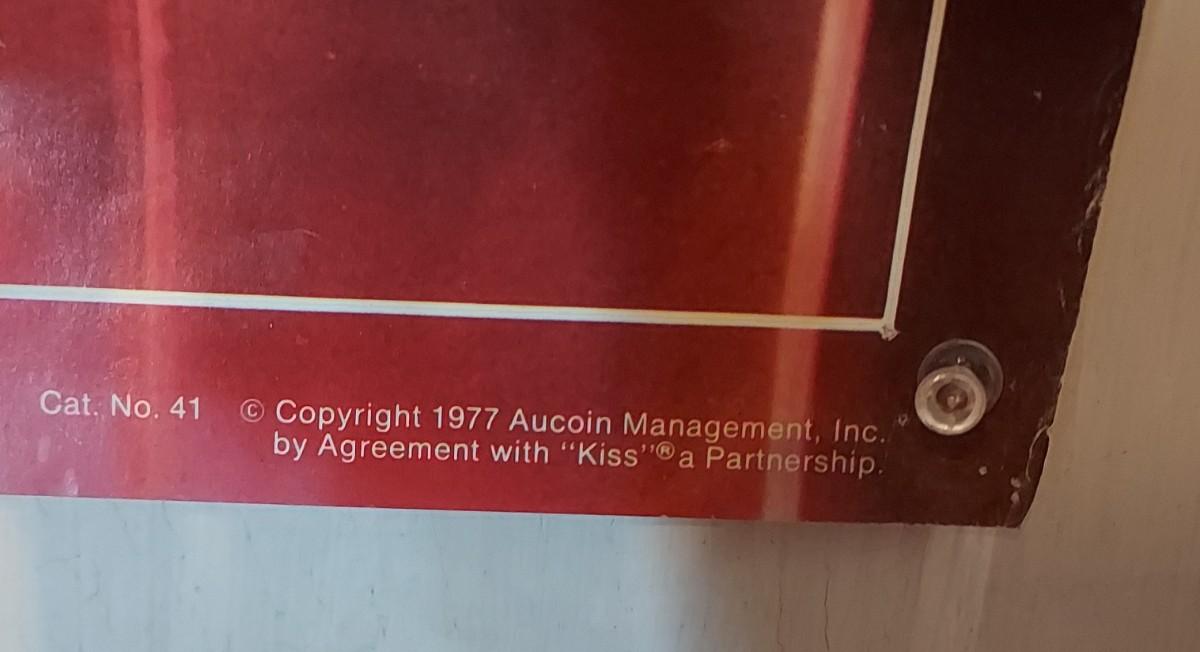 Cat. No. 41 © Copyright 1977 Aucoin Management, Inc.
by Agreement with "Kiss"® a Partnership.